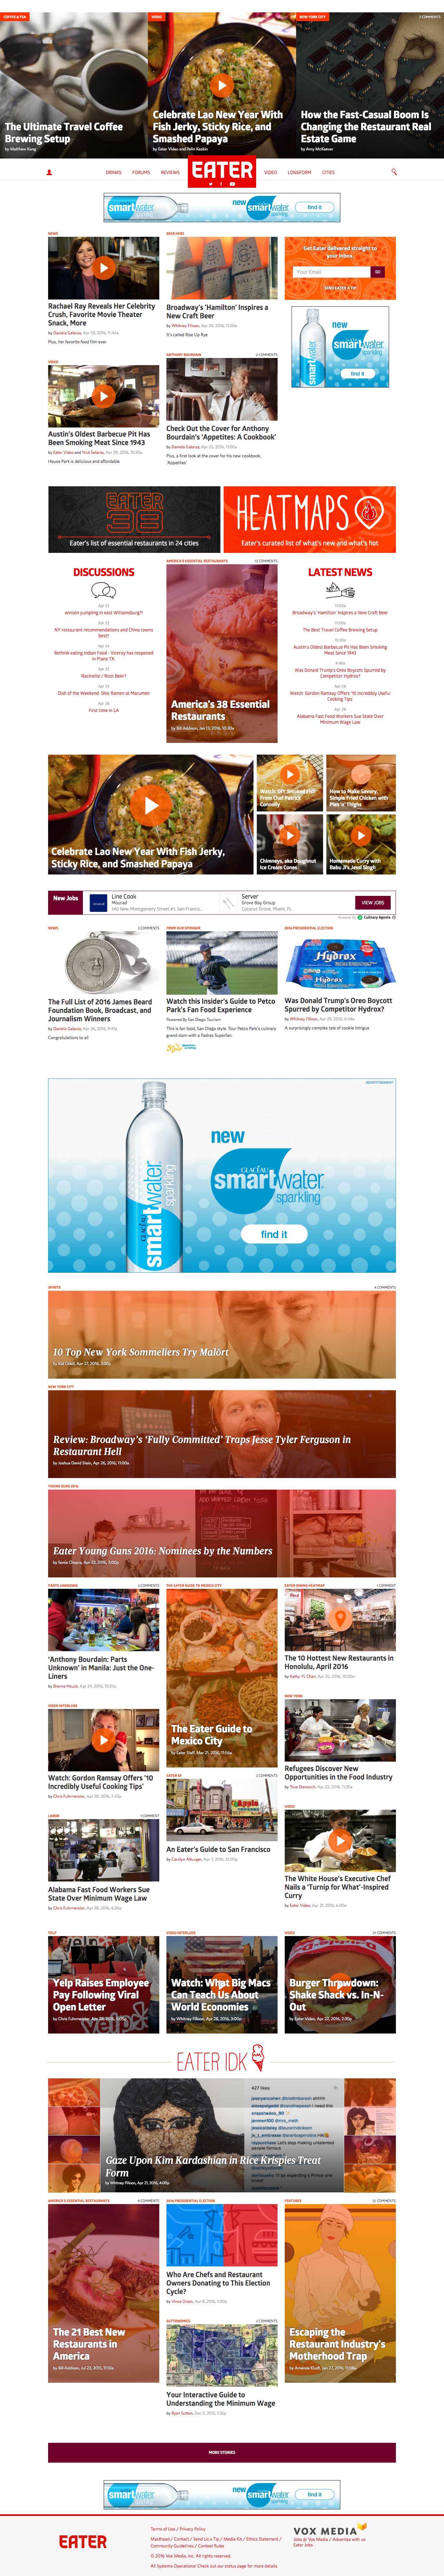 COFFEE & TEA
VIDEO
NEW YORK CITY
2 COMMENTS
The Ultimate Travel Coffee
Brewing Setup
by Matthew Kang
Celebrate Lao New Year With
Fish Jerky, Sticky Rice, and
Smashed Papaya
by Eater Video and Pelin Keskin
How the Fast-Casual Boom Is
Changing the Restaurant Real
Estate Game
by Amy McKeever
DRINKS FORUMS REVIEWS
EATER
VIDEO LONGFORM CITIES
smartwater
new
smartwater
sparkling
find it
NEWS
Rachael Ray Reveals Her Celebrity
Crush, Favorite Movie Theater
Snack, More
by Daniela Galarza, Apr 29, 2016, 11:44a
Plus, her favorite food film ever
BEER HERE
Broadway's 'Hamilton' Inspires a
New Craft Beer
by Whitney Filloon, Apr 29, 2016, 11:00a
It's called Rise Up Rye
Get Eater delivered straight to
your inbox.
Your Email
GO
SEND EATER A TIP
new
smartwater
sparkling
find it
VIDEO
Austin's Oldest Barbecue Pit Has
Been Smoking Meat Since 1943
by Eater Video and Yrck Selazse, Apr 29, 2016, 10:30a
House Park is delicious and affordable
ANTHONY BOURDAIN
2 COMMENTS
Check Out the Cover for Anthony
Bourdain's 'Appetites: A Cookbook'
by Daniela Galarza, Apr 25, 2016, 11:00a
Plus, a first look at the cover for his new cookbook,
'Appetites'
EATER
38
Eater's list of essential restaurants in 24 cities
HEATMAPS
Eater's curated list of what's new and what's hot
DISCUSSIONS
Apr 23
winson yumpling in east Williamsburg?!
Apr 23
NY restaurant recommendations and China towns
best?
Apr 24
Rethink eating Indian Food - Viceroy has reopened
in Plano TX
Apr 22
Racinette / Root Beer?
Apr 23
Dish of the Weekend: Shio Ramen at Marumen
Apr 28
First time in LA
AMERICA'S ESSENTIAL RESTAURANTS
13 COMMENTS
America's 38 Essential
Restaurants
by Bill Addison, Jan 13, 2016, 10:30a
LATEST NEWS
11:00a
Broadway's 'Hamilton' Inspires a New Craft Beer
11:00a
The Best Travel Coffee Brewing Setup
10:30a
Austin's Oldest Barbecue Pit Has Been Smoking
Meat Since 1943
9:48a
Was Donald Trump's Oreo Boycott Spurred by
Competitor Hydrox?
Apr 28
Watch: Gordon Ramsay Offers '10 Incredibly Useful
Cooking Tips'
Apr 28
Alabama Fast Food Workers Sue State Over
Minimum Wage Law
Celebrate Lao New Year With Fish Jerky,
Sticky Rice, and Smashed Papaya
Watch: DIY Smoked Fish
From Chef Patrick
Connolly
How to Make Savory,
Single Fried Chicken with
Pies 'n' Thighs
Chimneys, aka Doughnut
Ice Cream Cones
Homemade Curry with
Babu Ji's Jessi Singh
New Jobs
Line Cook
Mourad
140 New Montgomery Street #1, San Francis...
Server
Grove Bay Group
Coconut Grove, Miami, FL
VIEW JOBS
Powered By Culinary Agents
NEWS
3 COMMENTS
The Full List of 2016 James Beard
Foundation Book, Broadcast, and
Journalism Winners
by Daniela Galarza, Apr 26, 2016, 9:41p
Congratulations to all
FROM OUR SPONSOR
Watch this Insider's Guide to Petco
Park's Fan Food Experience
Powered By San Diego Tourism
This is fan food, San Diego style. Tour Petco Park's culinary
grand slam with a Padres Superfan.
2016 PRESIDENTIAL ELECTION
Hydrox
Was Donald Trump's Oreo Boycott
Spurred by Competitor Hydrox?
by Whitney Filloon, Apr 29, 2016, 9:48a
A surprisingly complex tale of cookie intrigue
ADVERTISEMENT
new
GLACÉAU
smartwater
sparkling
find it
SPIRITS
4 COMMENTS
10 Top New York Sommeliers Try Malört
by Kat Odell, Apr 27, 2016, 3:00p
NEW YORK CITY
Review: Broadway's 'Fully Committed' Traps Jesse Tyler Ferguson in
Restaurant Hell
by Joshua David Stein, Apr 26, 2016, 11:00a
YOUNG GUNS 2016
Eater Young Guns 2016: Nominees by the Numbers
by Sonia Chopra, Apr 22, 2016, 3:00p
PARTS UNKNOWN
2 COMMENTS
'Anthony Bourdain: Parts
Unknown' in Manila: Just the One-
Liners
by Brenna Houck, Apr 24, 2016, 10:01p
THE EATER GUIDE TO MEXICO CITY
The Eater Guide to
Mexico City
by Eater Staff, Mar 21, 2016, 11:14a
EATER DINING HEATMAP
1 COMMENT
The 10 Hottest New Restaurants in
Honolulu, April 2016
by Kathy YL Chan, Apr 26, 2016, 10:00a
VIDEO INTERLUDE
Watch: Gordon Ramsay Offers '10
Incredibly Useful Cooking Tips'
by Chris Fuhrmeister, Apr 28, 2016, 7:40p
NEW YORK
Refugees Discover New
Opportunities in the Food Industry
by Tove Danovich, Apr 22, 2016, 11:30a
EATER SF
3 COMMENTS
An Eater's Guide to San Francisco
by Carolyn Alburger, Apr 7, 2016, 12:00p
LABOR
1 COMMENT
Alabama Fast Food Workers Sue
State Over Minimum Wage Law
by Chris Fuhrmeister, Apr 28, 2016, 6:34p
VIDEO
The White House's Executive Chef
Nails a 'Turnip for What'-Inspired
Curry
by Eater Video, Apr 21, 2016, 6:00a
YELP
Yelp Raises Employee
Pay Following Viral
Open Letter
by Chris Fuhrmeister, Apr 28, 2016, 5:01p
VIDEO INTERLUDE
Watch: What Big Macs
Can Teach Us About
World Economies
by Whitney Filloon, Apr 28, 2016, 3:00p
VIDEO
21 COMMENTS
Burger Throwdown:
Shake Shack vs. In-N-
Out
by Eater Video, Apr 22, 2016, 2:30p
EATER IDK
427 likes
Gaze Upon Kim Kardashian in Rice Krispies Treat
Form
by Whitney Filloon, Apr 21, 2016, 4:00p
AMERICA'S ESSENTIAL RESTAURANTS
9 COMMENTS
The 21 Best New
Restaurants in
America
by Bill Addison, Jul 23, 2015, 11:10a
2016 PRESIDENTIAL ELECTION
Who Are Chefs and Restaurant
Owners Donating to This Election
Cycle?
by Vince Dixon, Apr 8, 2016, 1:00p
FEATURES
25 COMMENTS
Escaping the
Restaurant Industry's
Motherhood Trap
by Amanda Kludt, Jan 27, 2016, 11:08a
SUTTONOMICS
2 COMMENTS
Your Interactive Guide to
Understanding the Minimum Wage
by Ryan Sutton, Dec 2, 2015, 1:30p
MORE STORIES
smartwater
new
smartwater
sparkling
find it
EATER
Terms of Use / Privacy Policy
Masthead / Contact / Send Us a Tip / Media Kit / Ethics Statement /
Community Guidelines / Contest Rules
© 2016 Vox Media, Inc. All rights reserved.
All Systems Operational Check out our status page for more details.
VOX MEDIA
Jobs @ Vox Media / Advertise with us
Eater Jobs